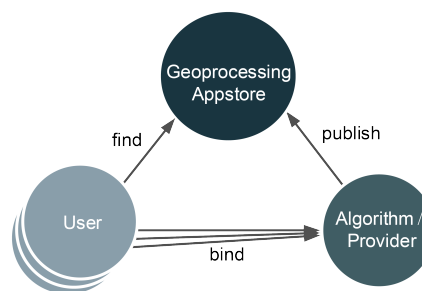 Geoprocessing
Appstore
find
publish
User
Algorithm /
Provider
bind